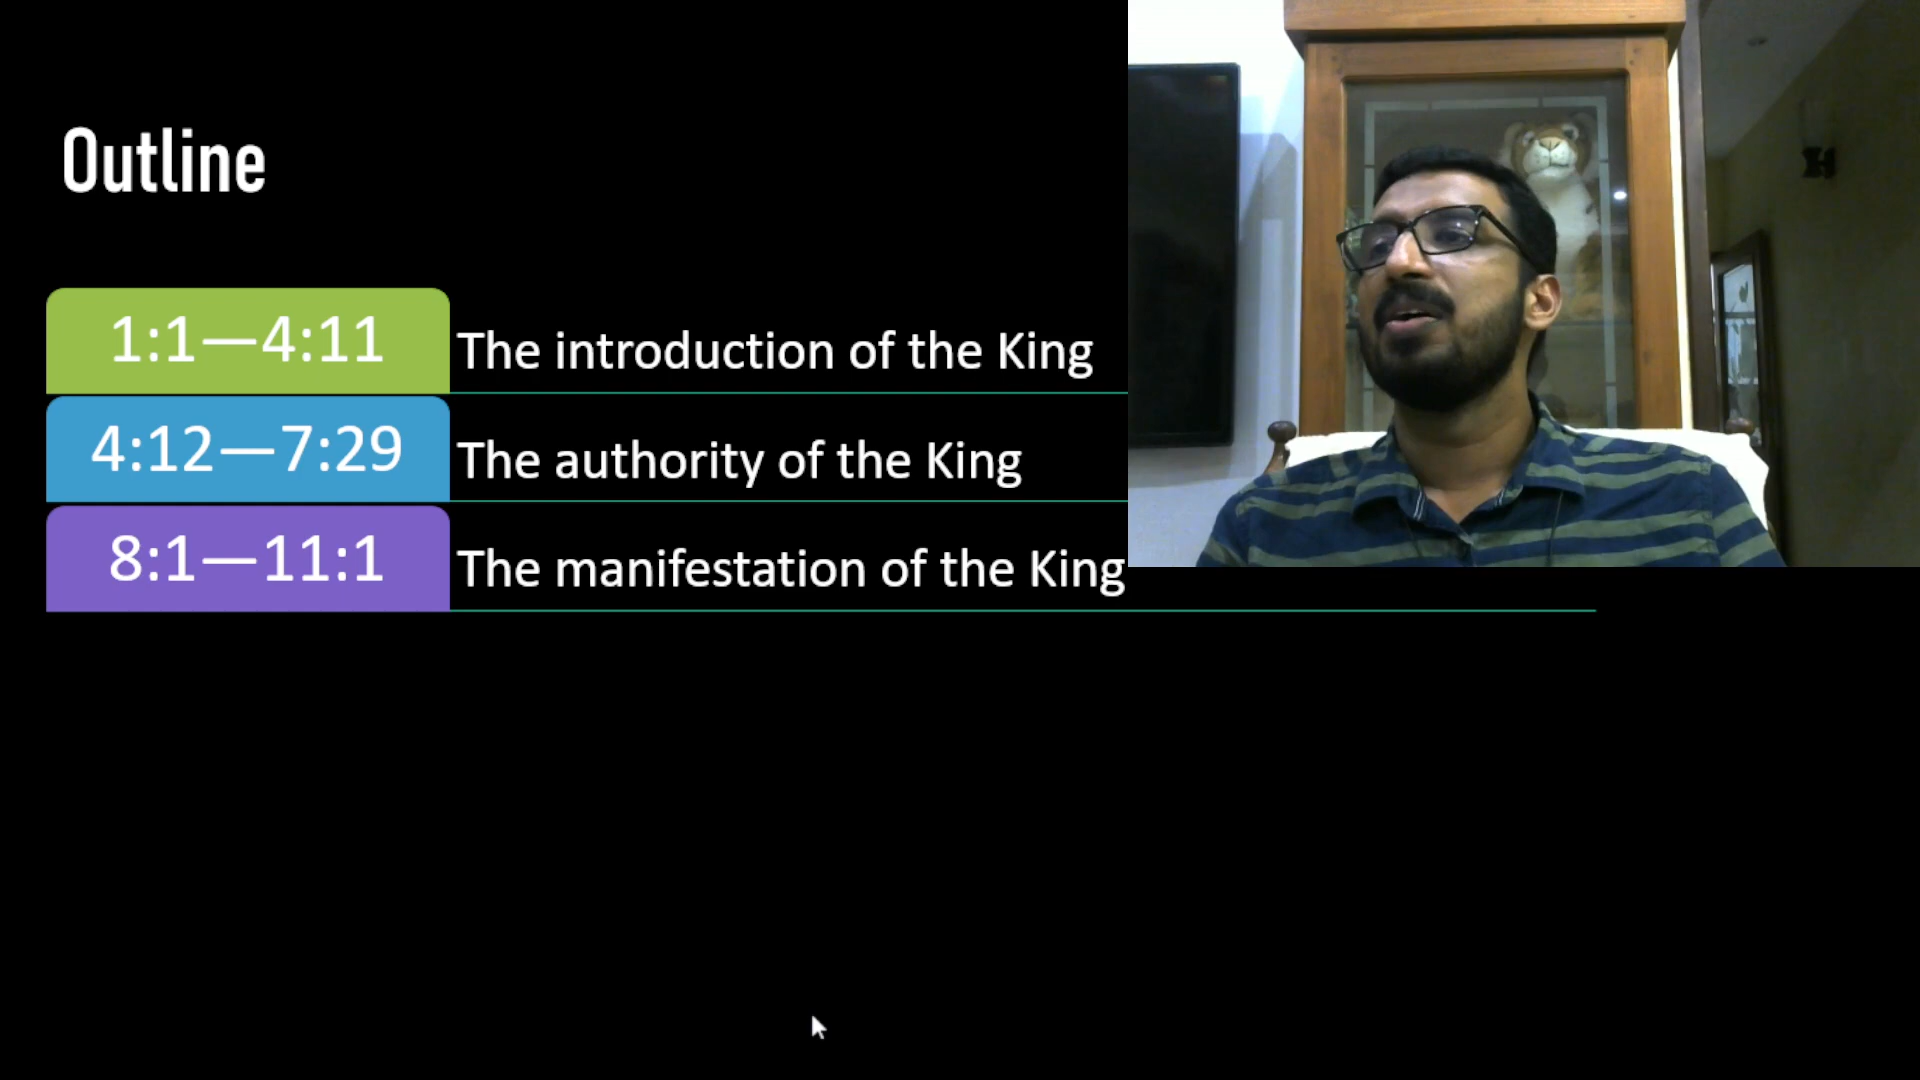 Outline
1:1—4:11 The introduction of the King
4:12—7:29 The authority of the King
8:1—11:1 The manifestation of the King